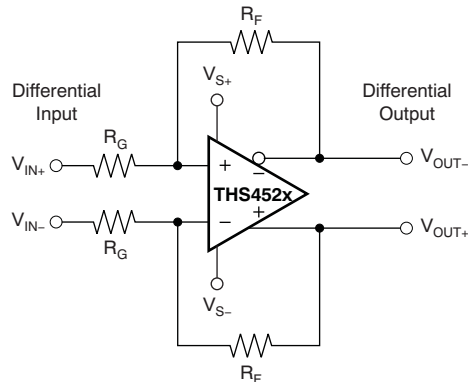 R_F
Differential
Input
V_S+
Differential
Output
R_G
V_IN+
+
−
V_OUT−
THS452x
V_IN−
−
+
V_OUT+
R_G
V_S−
R_F